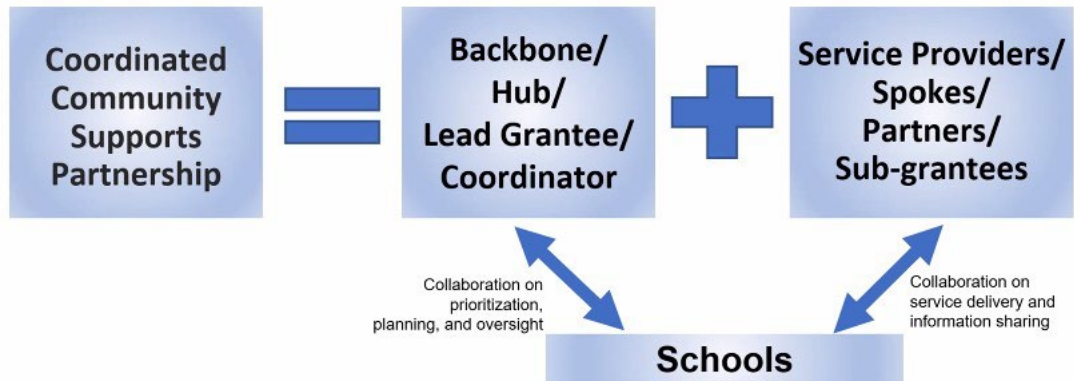 Coordinated
Community
Supports
Partnership
Backbone/
Hub/
Lead Grantee/
Coordinator
Service Providers/
Spokes/
Partners/
Sub-grantees
Collaboration on
prioritization,
planning, and oversight
Collaboration on
service delivery and
information sharing
Schools